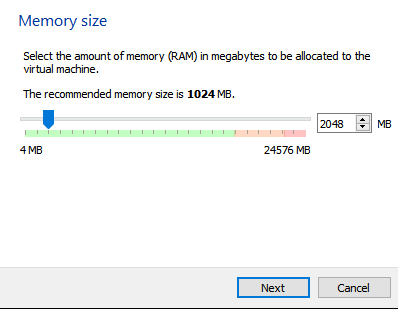 Memory size
Select the amount of memory (RAM) in megabytes to be allocated to the
virtual machine.
The recommended memory size is 1024 MB.
2048 MB
4 MB 24576 MB
Next Cancel